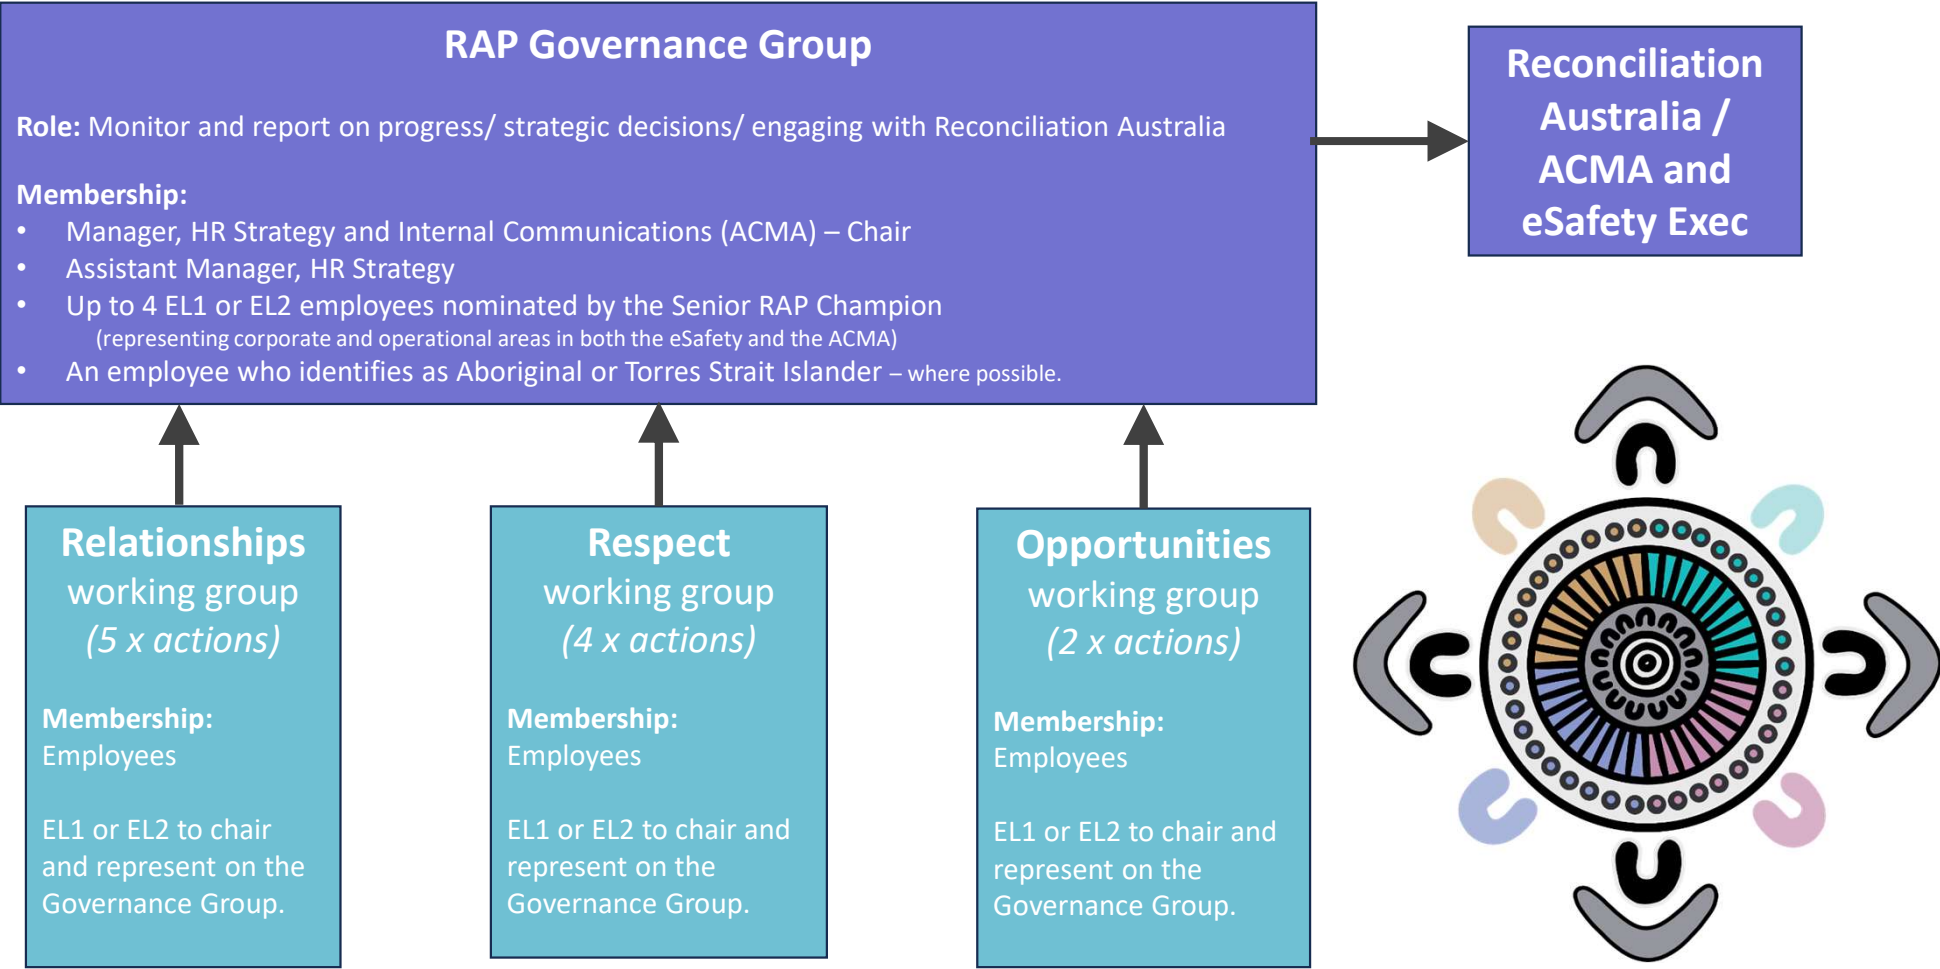 RAP Governance Group
Role: Monitor and report on progress/ strategic decisions/ engaging with Reconciliation Australia
Membership:
• Manager, HR Strategy and Internal Communications (ACMA) – Chair
• Assistant Manager, HR Strategy
• Up to 4 EL1 or EL2 employees nominated by the Senior RAP Champion
(representing corporate and operational areas in both the eSafety and the ACMA)
• An employee who identifies as Aboriginal or Torres Strait Islander – where possible.
Reconciliation
Australia /
ACMA and
eSafety Exec
Relationships
working group
(5 x actions)
Membership:
Employees
EL1 or EL2 to chair
and represent on the
Governance Group.
Respect
working group
(4 x actions)
Membership:
Employees
EL1 or EL2 to chair and
represent on the
Governance Group.
Opportunities
working group
(2 x actions)
Membership:
Employees
EL1 or EL2 to chair and
represent on the
Governance Group.